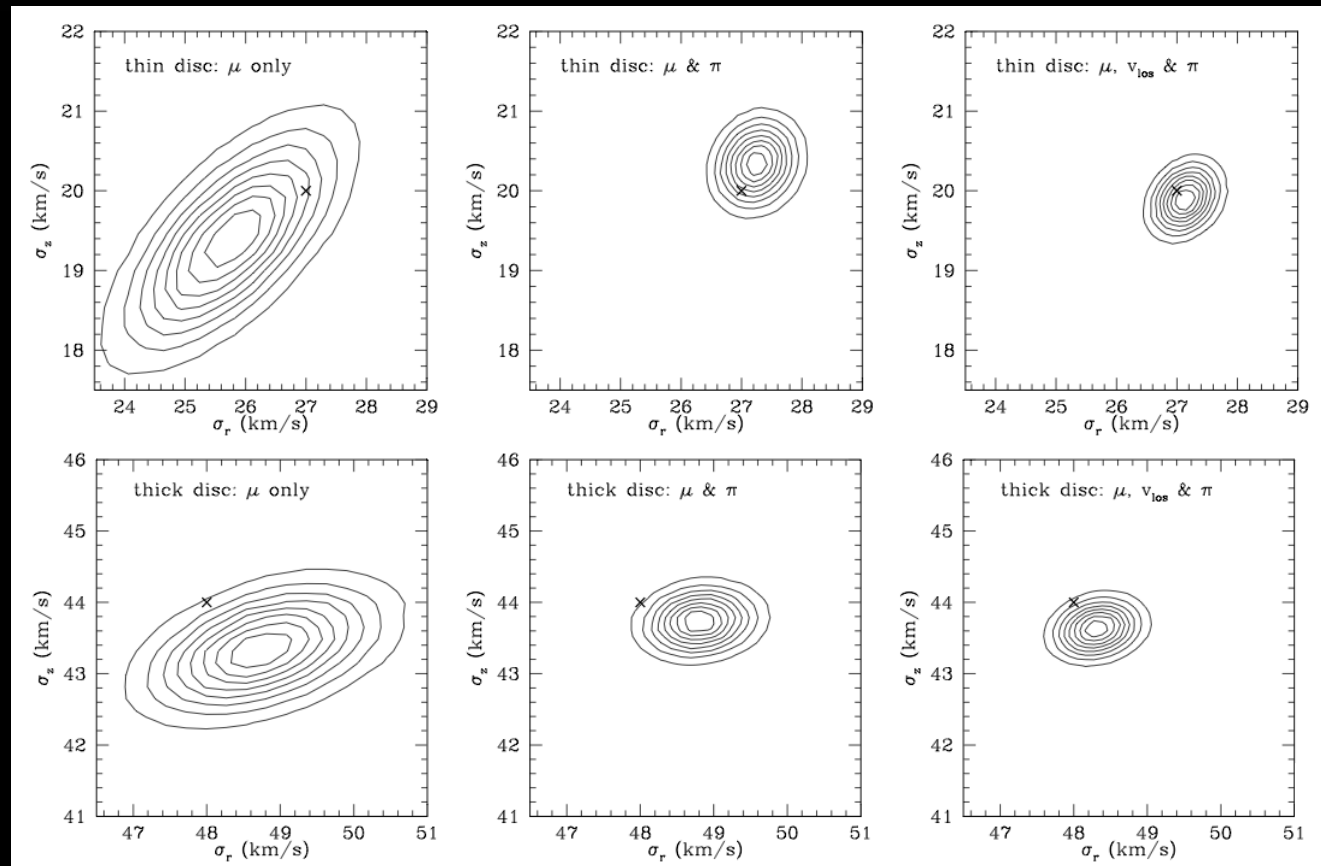 thin disc: μ only
22
21
20
19
18
σz (km/s)
24 25 26 27 28 29
σr (km/s)
thin disc: μ & π
22
21
20
19
18
σz (km/s)
24 25 26 27 28 29
σr (km/s)
thin disc: μ, vlos & π
22
21
20
19
18
σz (km/s)
24 25 26 27 28 29
σr (km/s)
thick disc: μ only
46
45
44
43
42
41
σz (km/s)
47 48 49 50 51
σr (km/s)
thick disc: μ & π
46
45
44
43
42
41
σz (km/s)
47 48 49 50 51
σr (km/s)
thick disc: μ, vlos & π
46
45
44
43
42
41
σz (km/s)
47 48 49 50 51
σr (km/s)